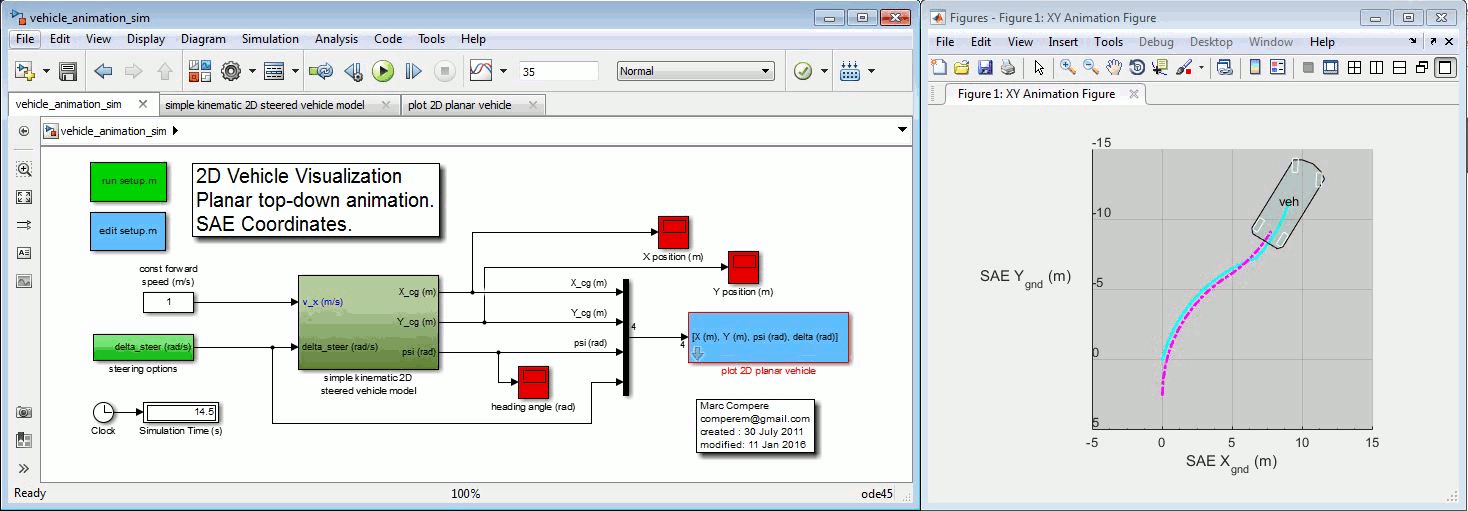 vehicle_animation_sim
File Edit View Display Diagram Simulation Analysis Code Tools Help
35 Normal
vehicle_animation_sim simple kinematic 2D steered vehicle model plot 2D planar vehicle
vehicle_animation_sim
run setup.m
edit setup.m
2D Vehicle Visualization
Planar top-down animation.
SAE Coordinates.
X position (m)
Y position (m)
const forward
speed (m/s)
1
v_x (m/s)
delta_steer (rad/s)
steering options
delta_steer (rad/s)
X_cg (m)
Y_cg (m)
psi (rad)
simple kinematic 2D
steered vehicle model
X_cg (m)
Y_cg (m)
psi (rad)
4
4
[X (m), Y (m), psi (rad), delta (rad)]
plot 2D planar vehicle
heading angle (rad)
Clock
14.5
Simulation Time (s)
Marc Compere
comperem@gmail.com
created : 30 July 2011
modified: 11 Jan 2016
Ready 100% ode45
Figures - Figure 1: XY Animation Figure
File Edit View Insert Tools Debug Desktop Window Help
Figure 1: XY Animation Figure
-15
-10
-5
0
5
SAE Ygnd (m)
veh
-5 0 5 10 15
SAE Xgnd (m)